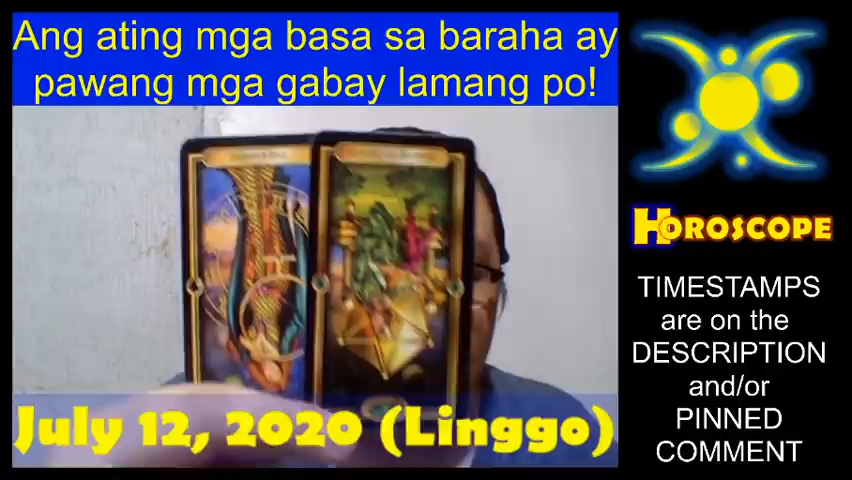 Ang ating mga basa sa baraha ay
pawang mga gabay lamang po!
July 12, 2020 (Linggo)
HOROSCOPE
TIMESTAMPS
are on the
DESCRIPTION
and/or
PINNED
COMMENT